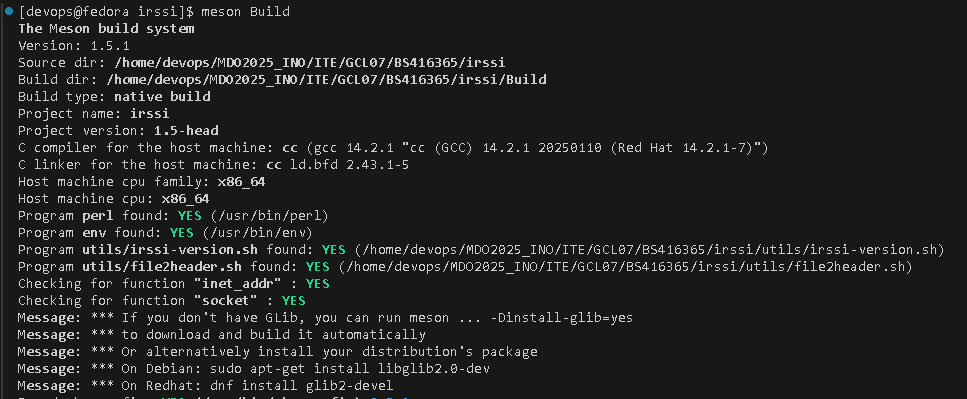 [devops@fedora irssi]$ meson Build
The Meson build system
Version: 1.5.1
Source dir: /home/devops/MDO2025_INO/ITE/GCL07/BS416365/irssi
Build dir: /home/devops/MDO2025_INO/ITE/GCL07/BS416365/irssi/Build
Build type: native build
Project name: irssi
Project version: 1.5-head
C compiler for the host machine: cc (gcc 14.2.1 "cc (GCC) 14.2.1 20250110 (Red Hat 14.2.1-7)")
C linker for the host machine: cc ld.bfd 2.43.1-5
Host machine cpu family: x86_64
Host machine cpu: x86_64
Program perl found: YES (/usr/bin/perl)
Program env found: YES (/usr/bin/env)
Program utils/irssi-version.sh found: YES (/home/devops/MDO2025_INO/ITE/GCL07/BS416365/irssi/utils/irssi-version.sh)
Program utils/file2header.sh found: YES (/home/devops/MDO2025_INO/ITE/GCL07/BS416365/irssi/utils/file2header.sh)
Checking for function "inet_addr" : YES
Checking for function "socket" : YES
Message: *** If you don't have GLib, you can run meson ... -Dinstall-glib=yes
Message: *** to download and build it automatically
Message: *** Or alternatively install your distribution's package
Message: *** On Debian: sudo apt-get install libglib2.0-dev
Message: *** On Redhat: dnf install glib2-devel